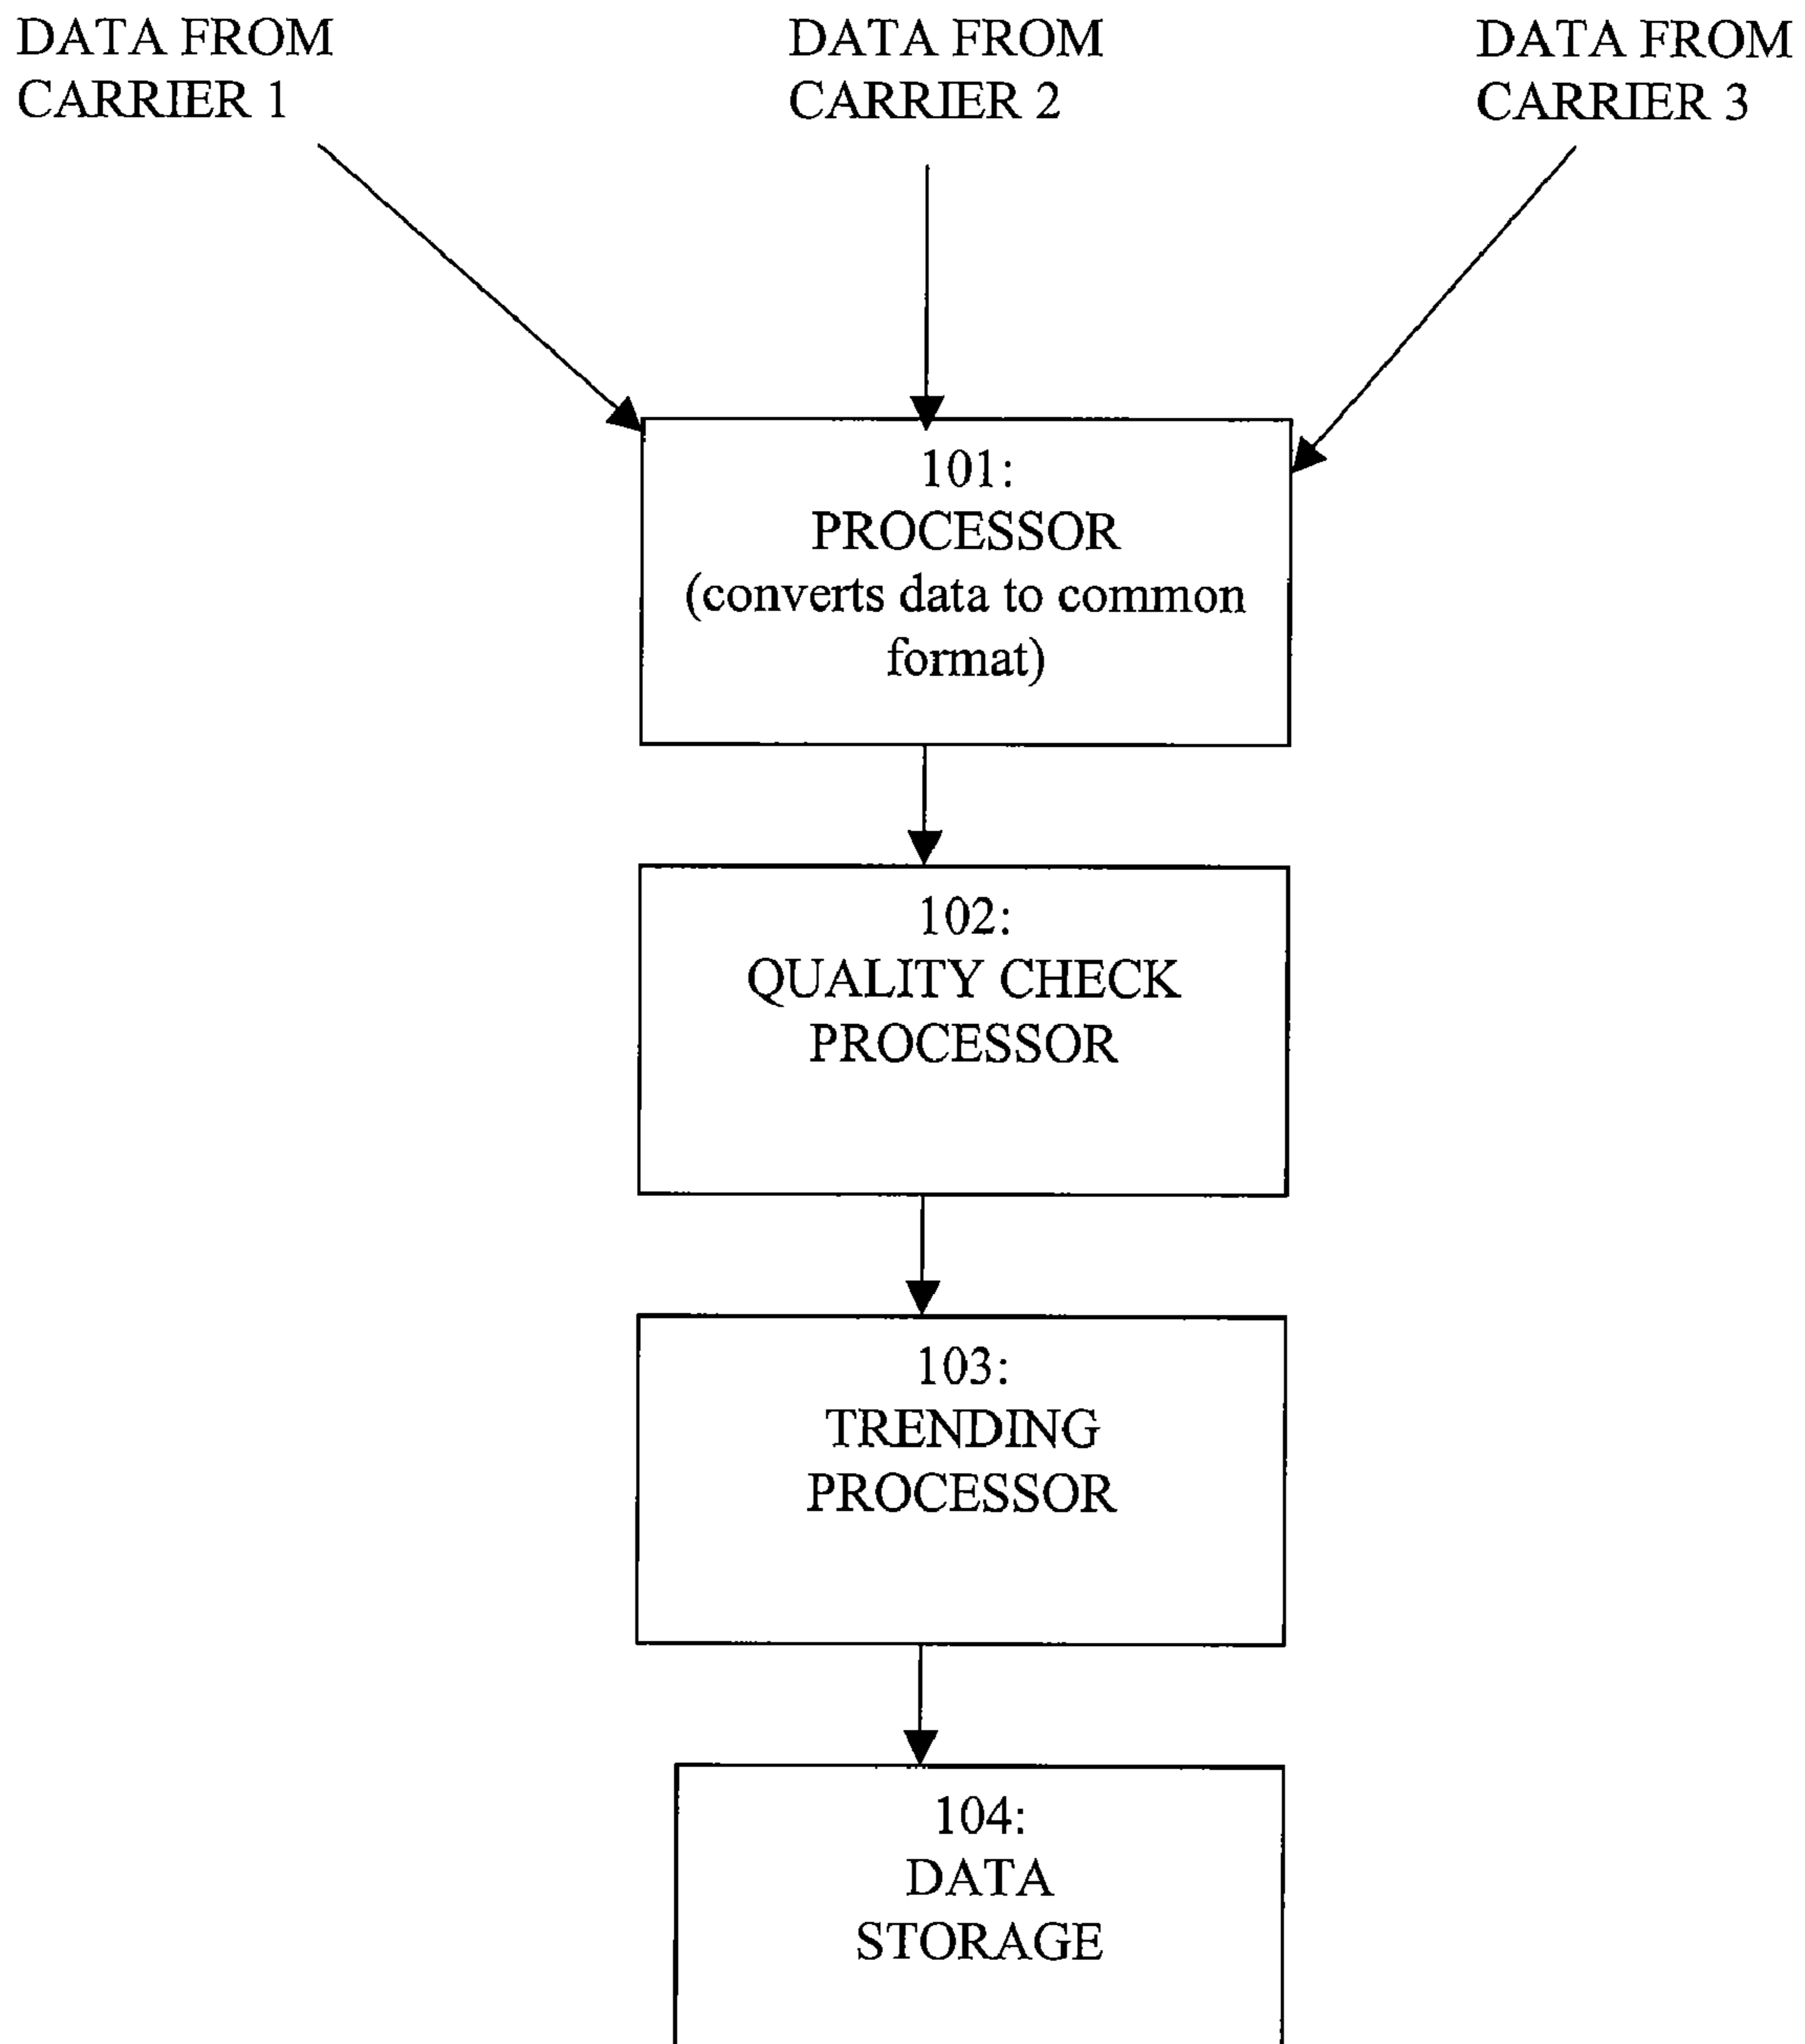 DATA FROM
CARRIER 1
DATA FROM
CARRIER 2
DATA FROM
CARRIER 3
101:
PROCESSOR
(converts data to common
format)
102:
QUALITY CHECK
PROCESSOR
103:
TRENDING
PROCESSOR
104:
DATA
STORAGE